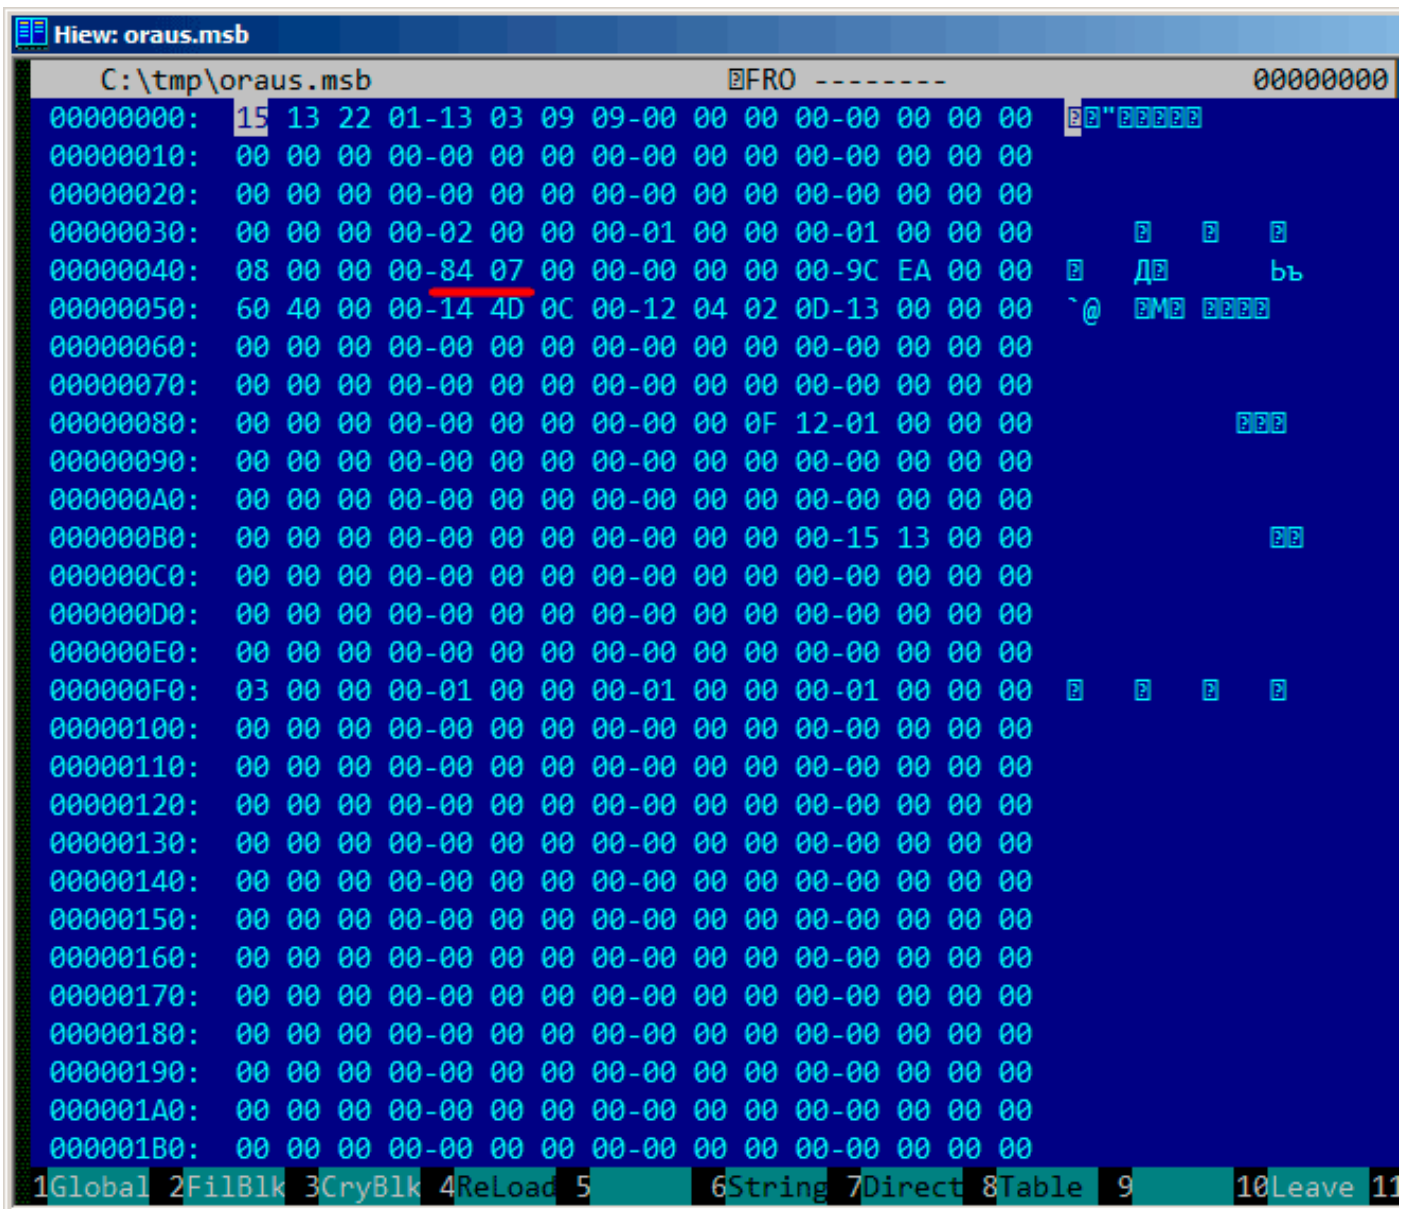 Hiew: oraus.msb
C:\tmp\oraus.msb FRO -------- 00000000
00000000: 15 13 22 01-13 03 09 09-00 00 00 00-00 00 00 00 "
00000010: 00 00 00 00-00 00 00 00-00 00 00 00-00 00 00 00
00000020: 00 00 00 00-00 00 00 00-00 00 00 00-00 00 00 00
00000030: 00 00 00 00-02 00 00 00-01 00 00 00-01 00 00 00
00000040: 08 00 00 00-84 07 00 00-00 00 00 00-9C EA 00 00 Д Ьъ
00000050: 60 40 00 00-14 4D 0C 00-12 04 02 0D-13 00 00 00 `@ M
00000060: 00 00 00 00-00 00 00 00-00 00 00 00-00 00 00 00
00000070: 00 00 00 00-00 00 00 00-00 00 00 00-00 00 00 00
00000080: 00 00 00 00-00 00 00 00-00 00 0F 12-01 00 00 00
00000090: 00 00 00 00-00 00 00 00-00 00 00 00-00 00 00 00
000000A0: 00 00 00 00-00 00 00 00-00 00 00 00-00 00 00 00
000000B0: 00 00 00 00-00 00 00 00-00 00 00 00-15 13 00 00
000000C0: 00 00 00 00-00 00 00 00-00 00 00 00-00 00 00 00
000000D0: 00 00 00 00-00 00 00 00-00 00 00 00-00 00 00 00
000000E0: 00 00 00 00-00 00 00 00-00 00 00 00-00 00 00 00
000000F0: 03 00 00 00-01 00 00 00-01 00 00 00-01 00 00 00
00000100: 00 00 00 00-00 00 00 00-00 00 00 00-00 00 00 00
00000110: 00 00 00 00-00 00 00 00-00 00 00 00-00 00 00 00
00000120: 00 00 00 00-00 00 00 00-00 00 00 00-00 00 00 00
00000130: 00 00 00 00-00 00 00 00-00 00 00 00-00 00 00 00
00000140: 00 00 00 00-00 00 00 00-00 00 00 00-00 00 00 00
00000150: 00 00 00 00-00 00 00 00-00 00 00 00-00 00 00 00
00000160: 00 00 00 00-00 00 00 00-00 00 00 00-00 00 00 00
00000170: 00 00 00 00-00 00 00 00-00 00 00 00-00 00 00 00
00000180: 00 00 00 00-00 00 00 00-00 00 00 00-00 00 00 00
00000190: 00 00 00 00-00 00 00 00-00 00 00 00-00 00 00 00
000001A0: 00 00 00 00-00 00 00 00-00 00 00 00-00 00 00 00
000001B0: 00 00 00 00-00 00 00 00-00 00 00 00-00 00 00 00
1Global 2FilBlk 3CryBlk 4ReLoad 5 6String 7Direct 8Table 9 10Leave 11